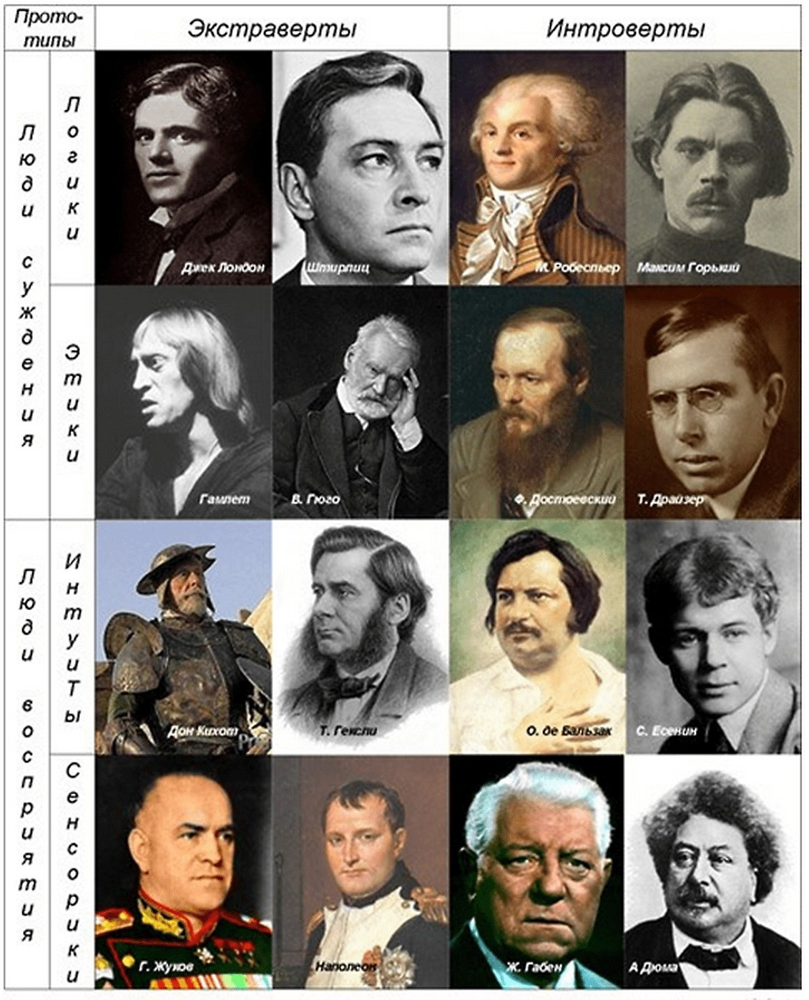 Прото-
типы
Экстраверты
Интроверты
Люди суждения
Логики
Джек Лондон
Штирлиц
М. Робеспьер
Максим Горький
Этики
Гамлет
В. Гюго
Ф. Достоевский
Т. Драйзер
Люди восприятия
Интуиты
Дон Кихот
Т. Гексли
О. де Бальзак
С. Есенин
Сенсорики
Г. Жуков
Наполеон
Ж. Габен
А Дюма